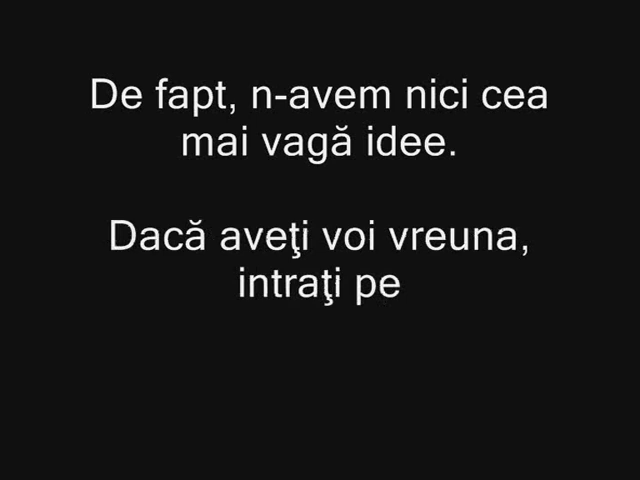 De fapt, n-avem nici cea
mai vagă idee.
Dacă aveţi voi vreuna,
intraţi pe